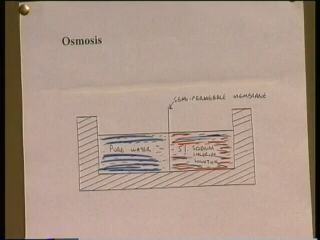 Osmosis
SEMI-PERMEABLE MEMBRANE
PURE WATER
5% SODIUM
CHLORIDE
SOLUTION